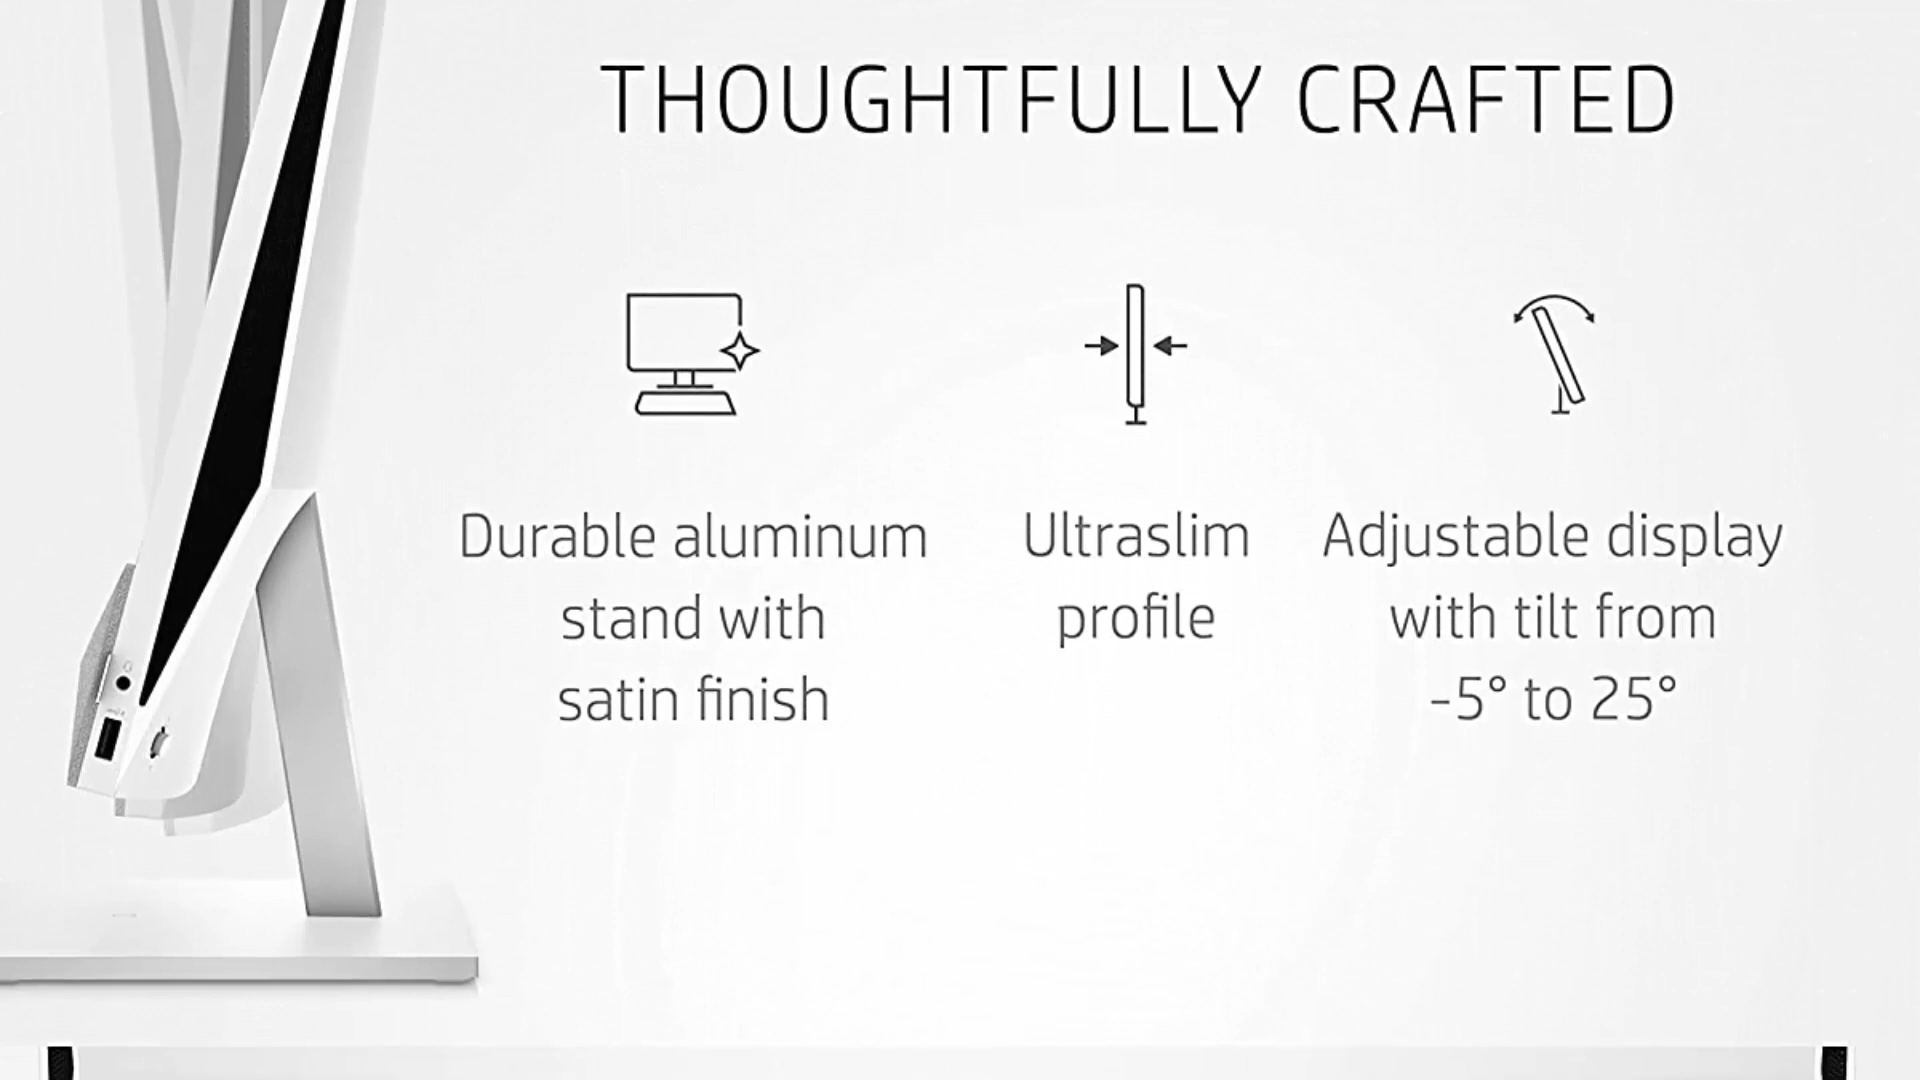 THOUGHTFULLY CRAFTED
Durable aluminum
stand with
satin finish
Ultraslim
profile
Adjustable display
with tilt from
-5° to 25°